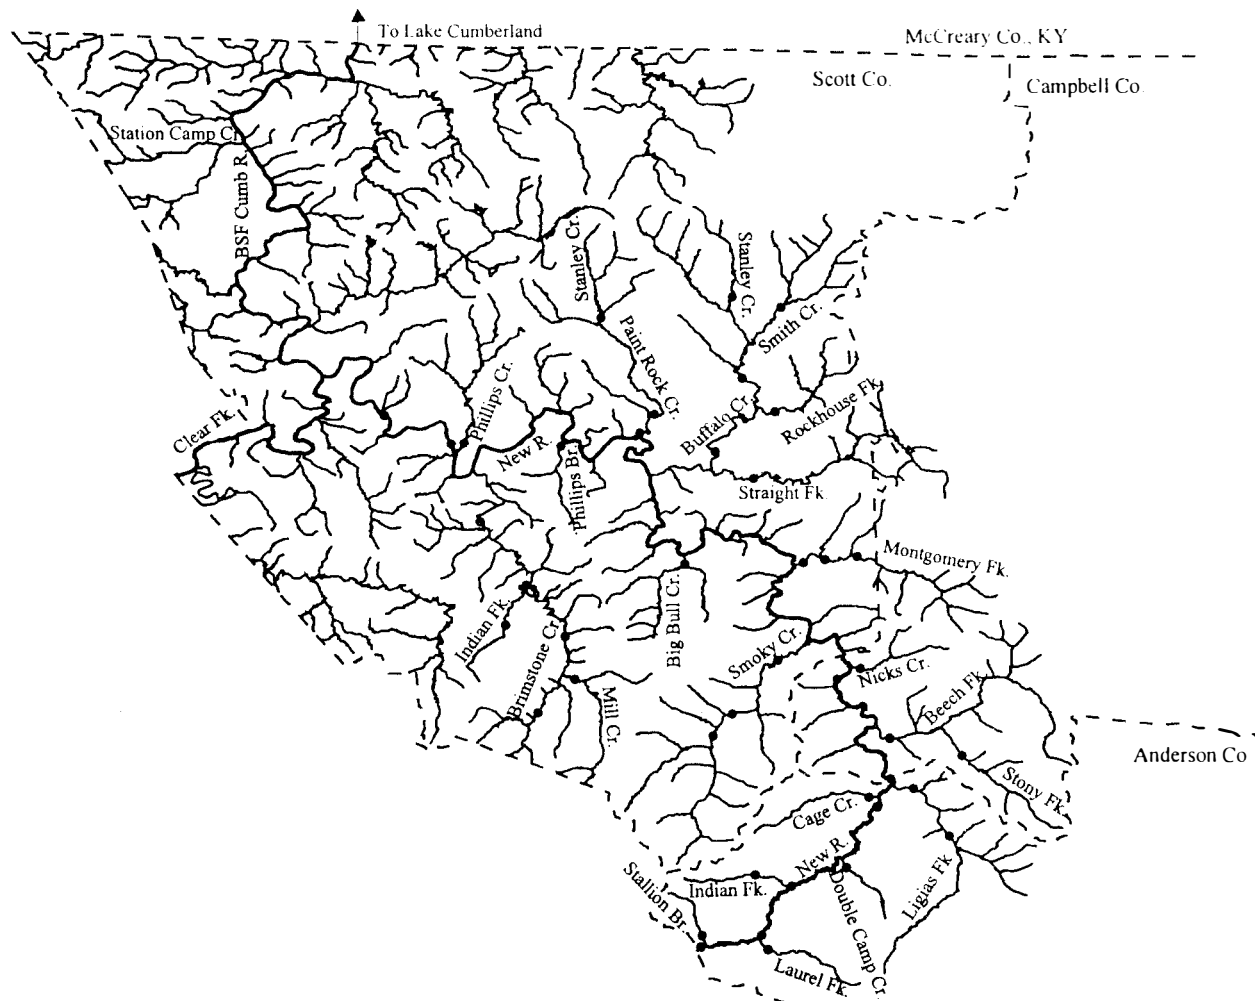 To Lake Cumberland
McCreary Co., KY
Scott Co.
Campbell Co.
Station Camp Cr.
BSF Cumb R.
Stanley Cr.
Stanley Cr.
Smith Cr.
Paint Rock Cr.
Phillips Cr.
Rockhouse Fk.
Buffalo Cr.
Clear Fk.
New R.
Phillips Br.
Straight Fk.
Montgomery Fk.
Big Bull Cr.
Indian Fk.
Brimstone Cr.
Smoky Cr.
Nicks Cr.
Mill Cr.
Beech Fk.
Anderson Co
Stony Fk.
Cage Cr.
New R.
Indian Fk.
Stallion Br.
Double Camp Cr.
Ligias Fk
Laurel Fk.